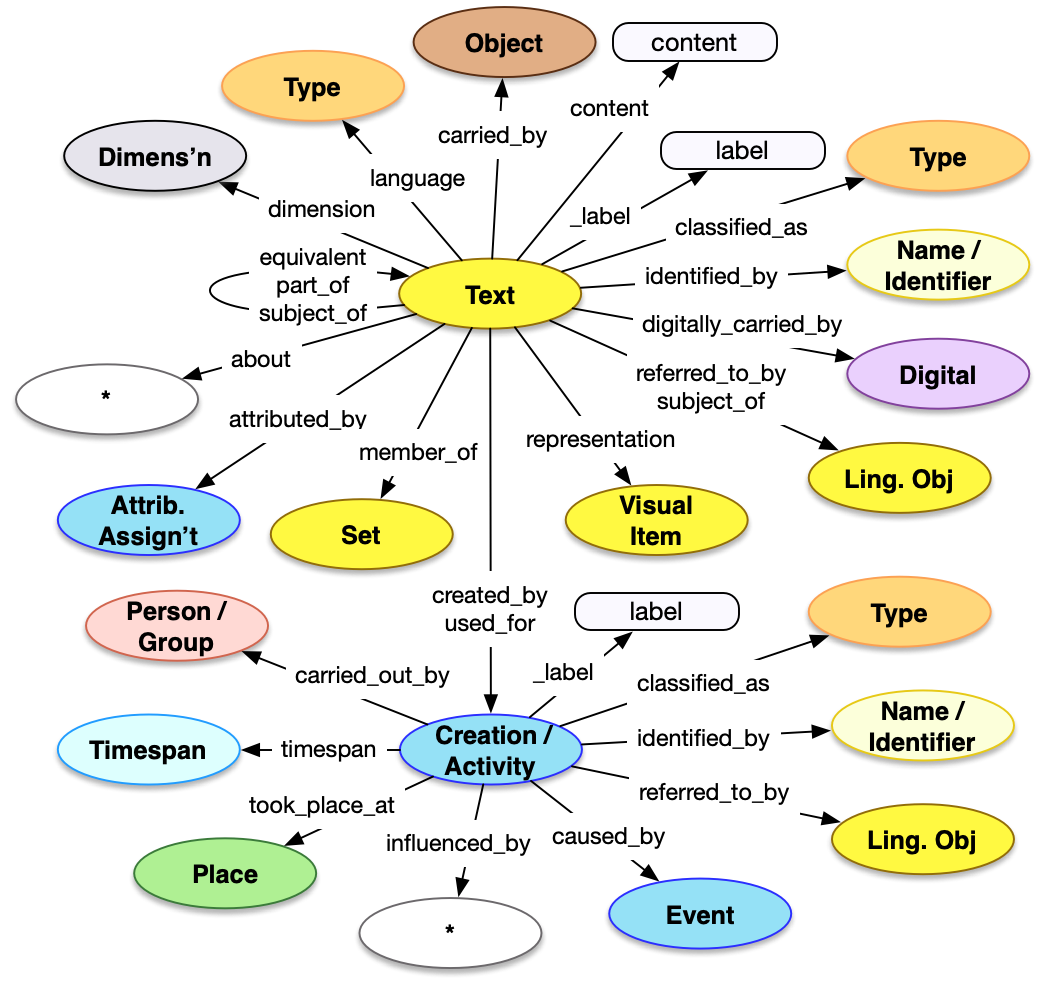 Object
content
Type
content
carried_by
label
Dimens’n
Type
language
dimension
_label
classified_as
equivalent
part_of
subject_of
Text
identified_by
Name /
Identifier
digitally_carried_by
about
referred_to_by
subject_of
Digital
*
attributed_by
member_of
representation
Ling. Obj
Attrib.
Assign’t
Set
Visual
Item
created_by
used_for
label
Type
Person /
Group
carried_out_by
_label
classified_as
Timespan
timespan
Creation /
Activity
identified_by
Name /
Identifier
took_place_at
referred_to_by
influenced_by
caused_by
Ling. Obj
Place
*
Event